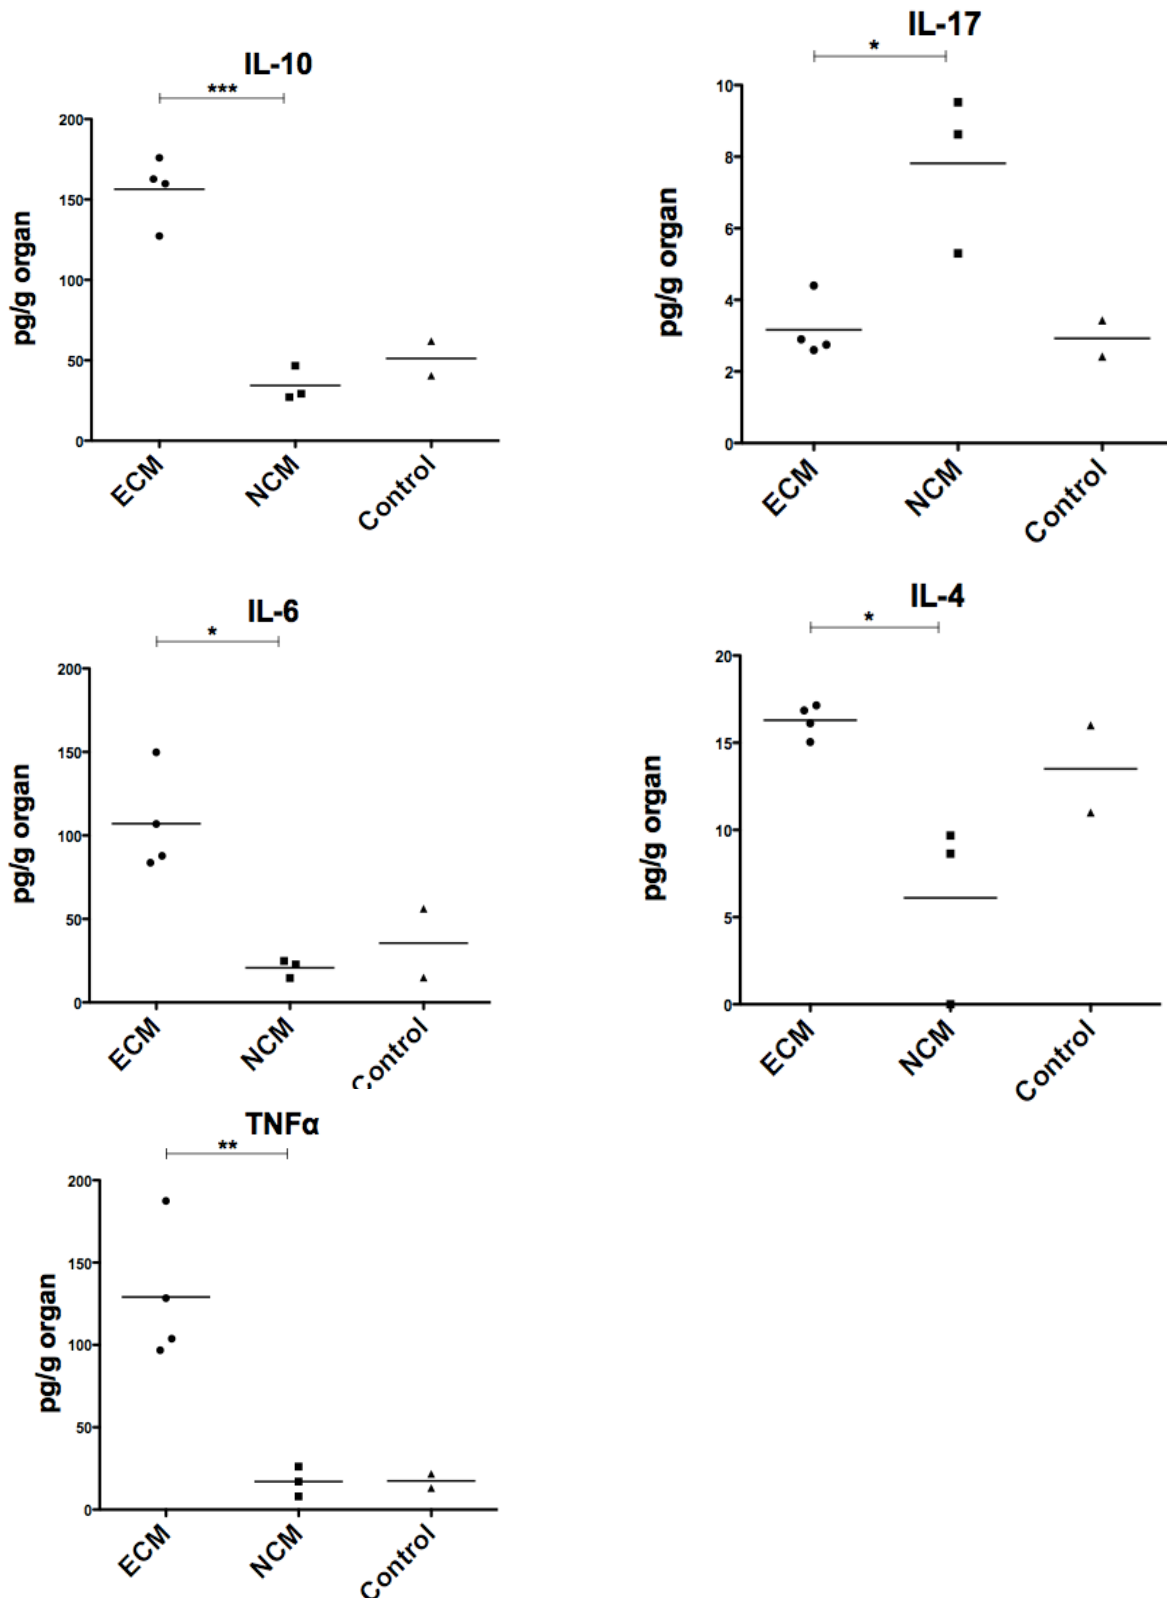 IL-10
***
200
150
100
50
0
pg/g organ
ECM
NCM
Control
IL-17
*
10
8
6
4
2
0
pg/g organ
ECM
NCM
Control
IL-6
*
200
150
100
50
0
pg/g organ
ECM
NCM
Control
IL-4
*
20
15
10
5
0
pg/g organ
ECM
NCM
Control
TNFα
**
200
150
100
50
0
pg/g organ
ECM
NCM
Control